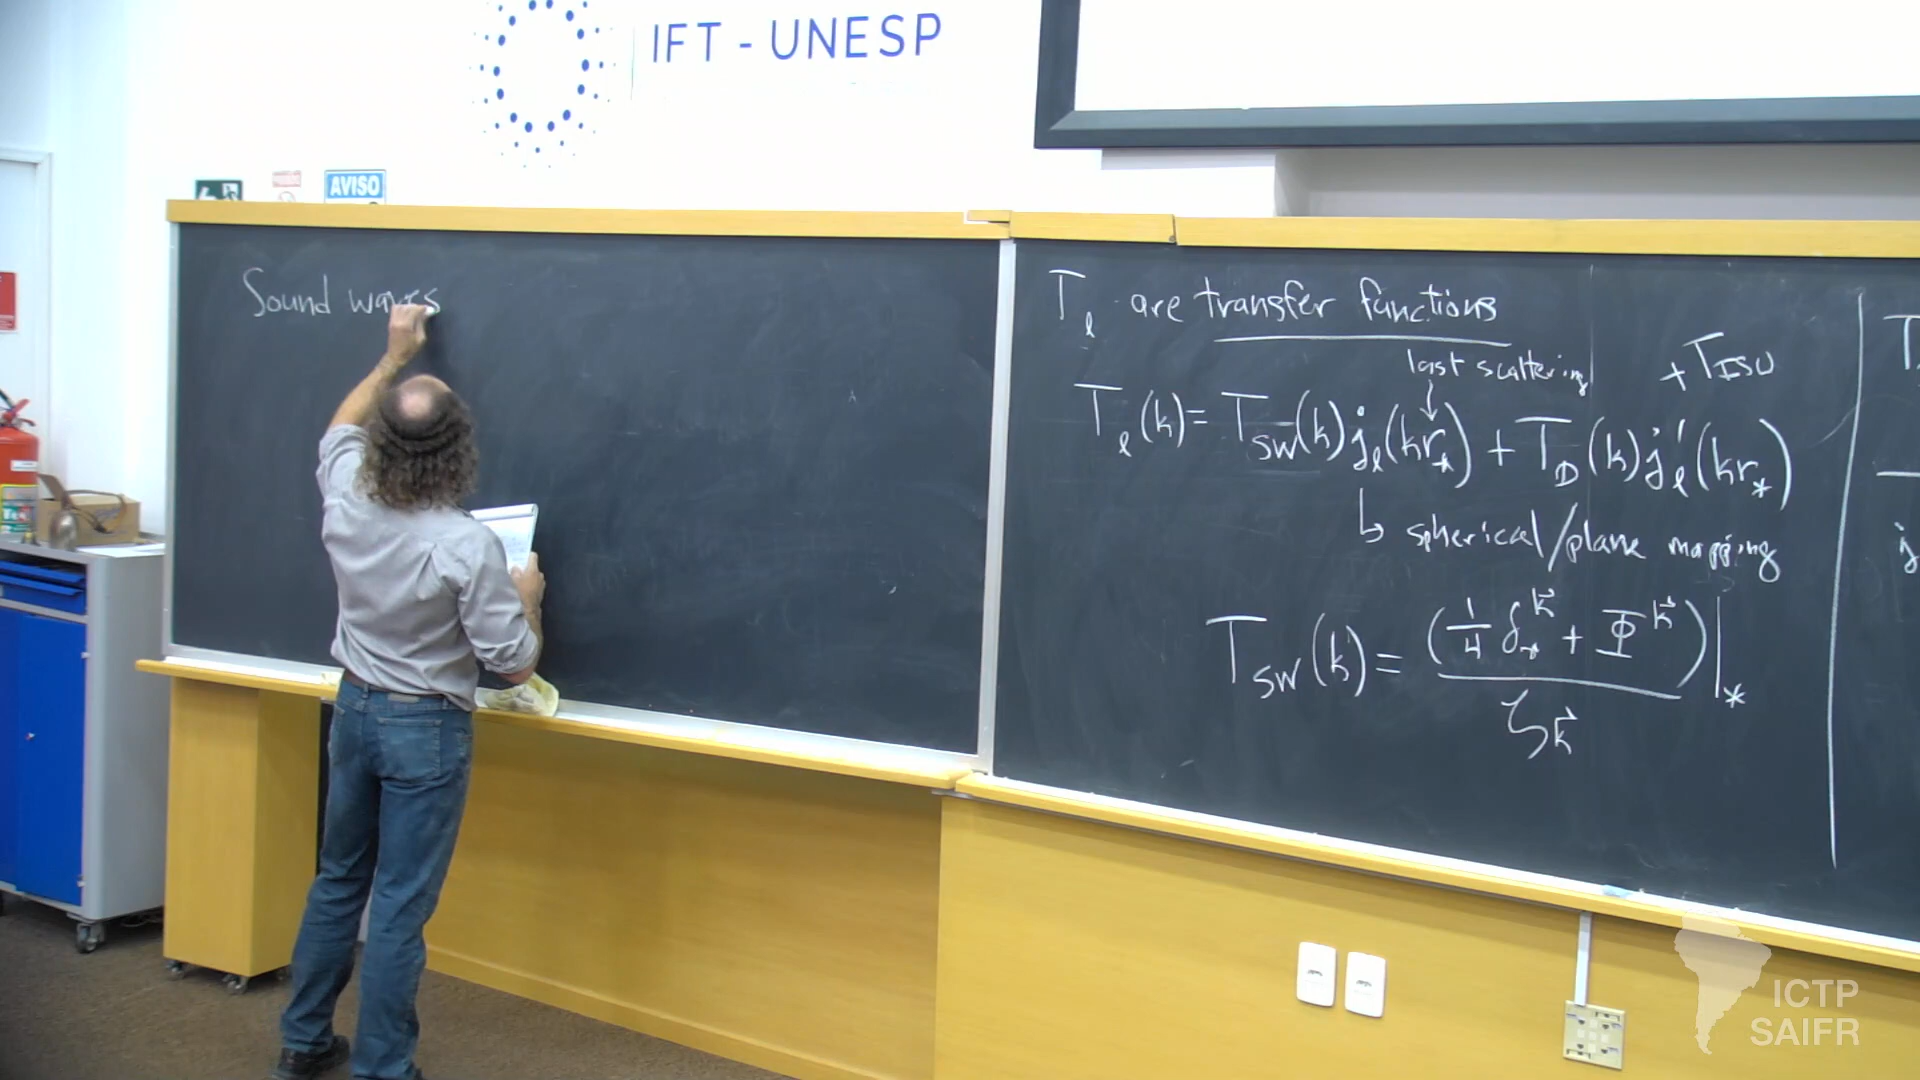 IFT - UNESP
AVISO
Sound waves
T_ℓ are transfer functions
last scattering
↓
+ T_ISW
T_ℓ(k) = T_SW(k) j_ℓ(kr_*) + T_D(k) j'_ℓ(kr_*)
↳ spherical/plane mapping
T_SW(k) = (1/4 δ_γ^k⃗ + Φ^k⃗)|_* / ζ_k⃗
ICTP
SAIFR